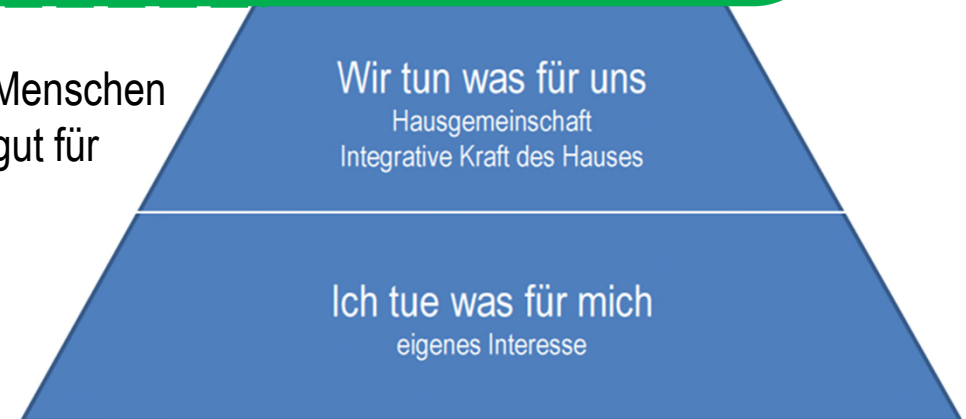 Menschen
gut für
Wir tun was für uns
Hausgemeinschaft
Integrative Kraft des Hauses
Ich tue was für mich
eigenes Interesse